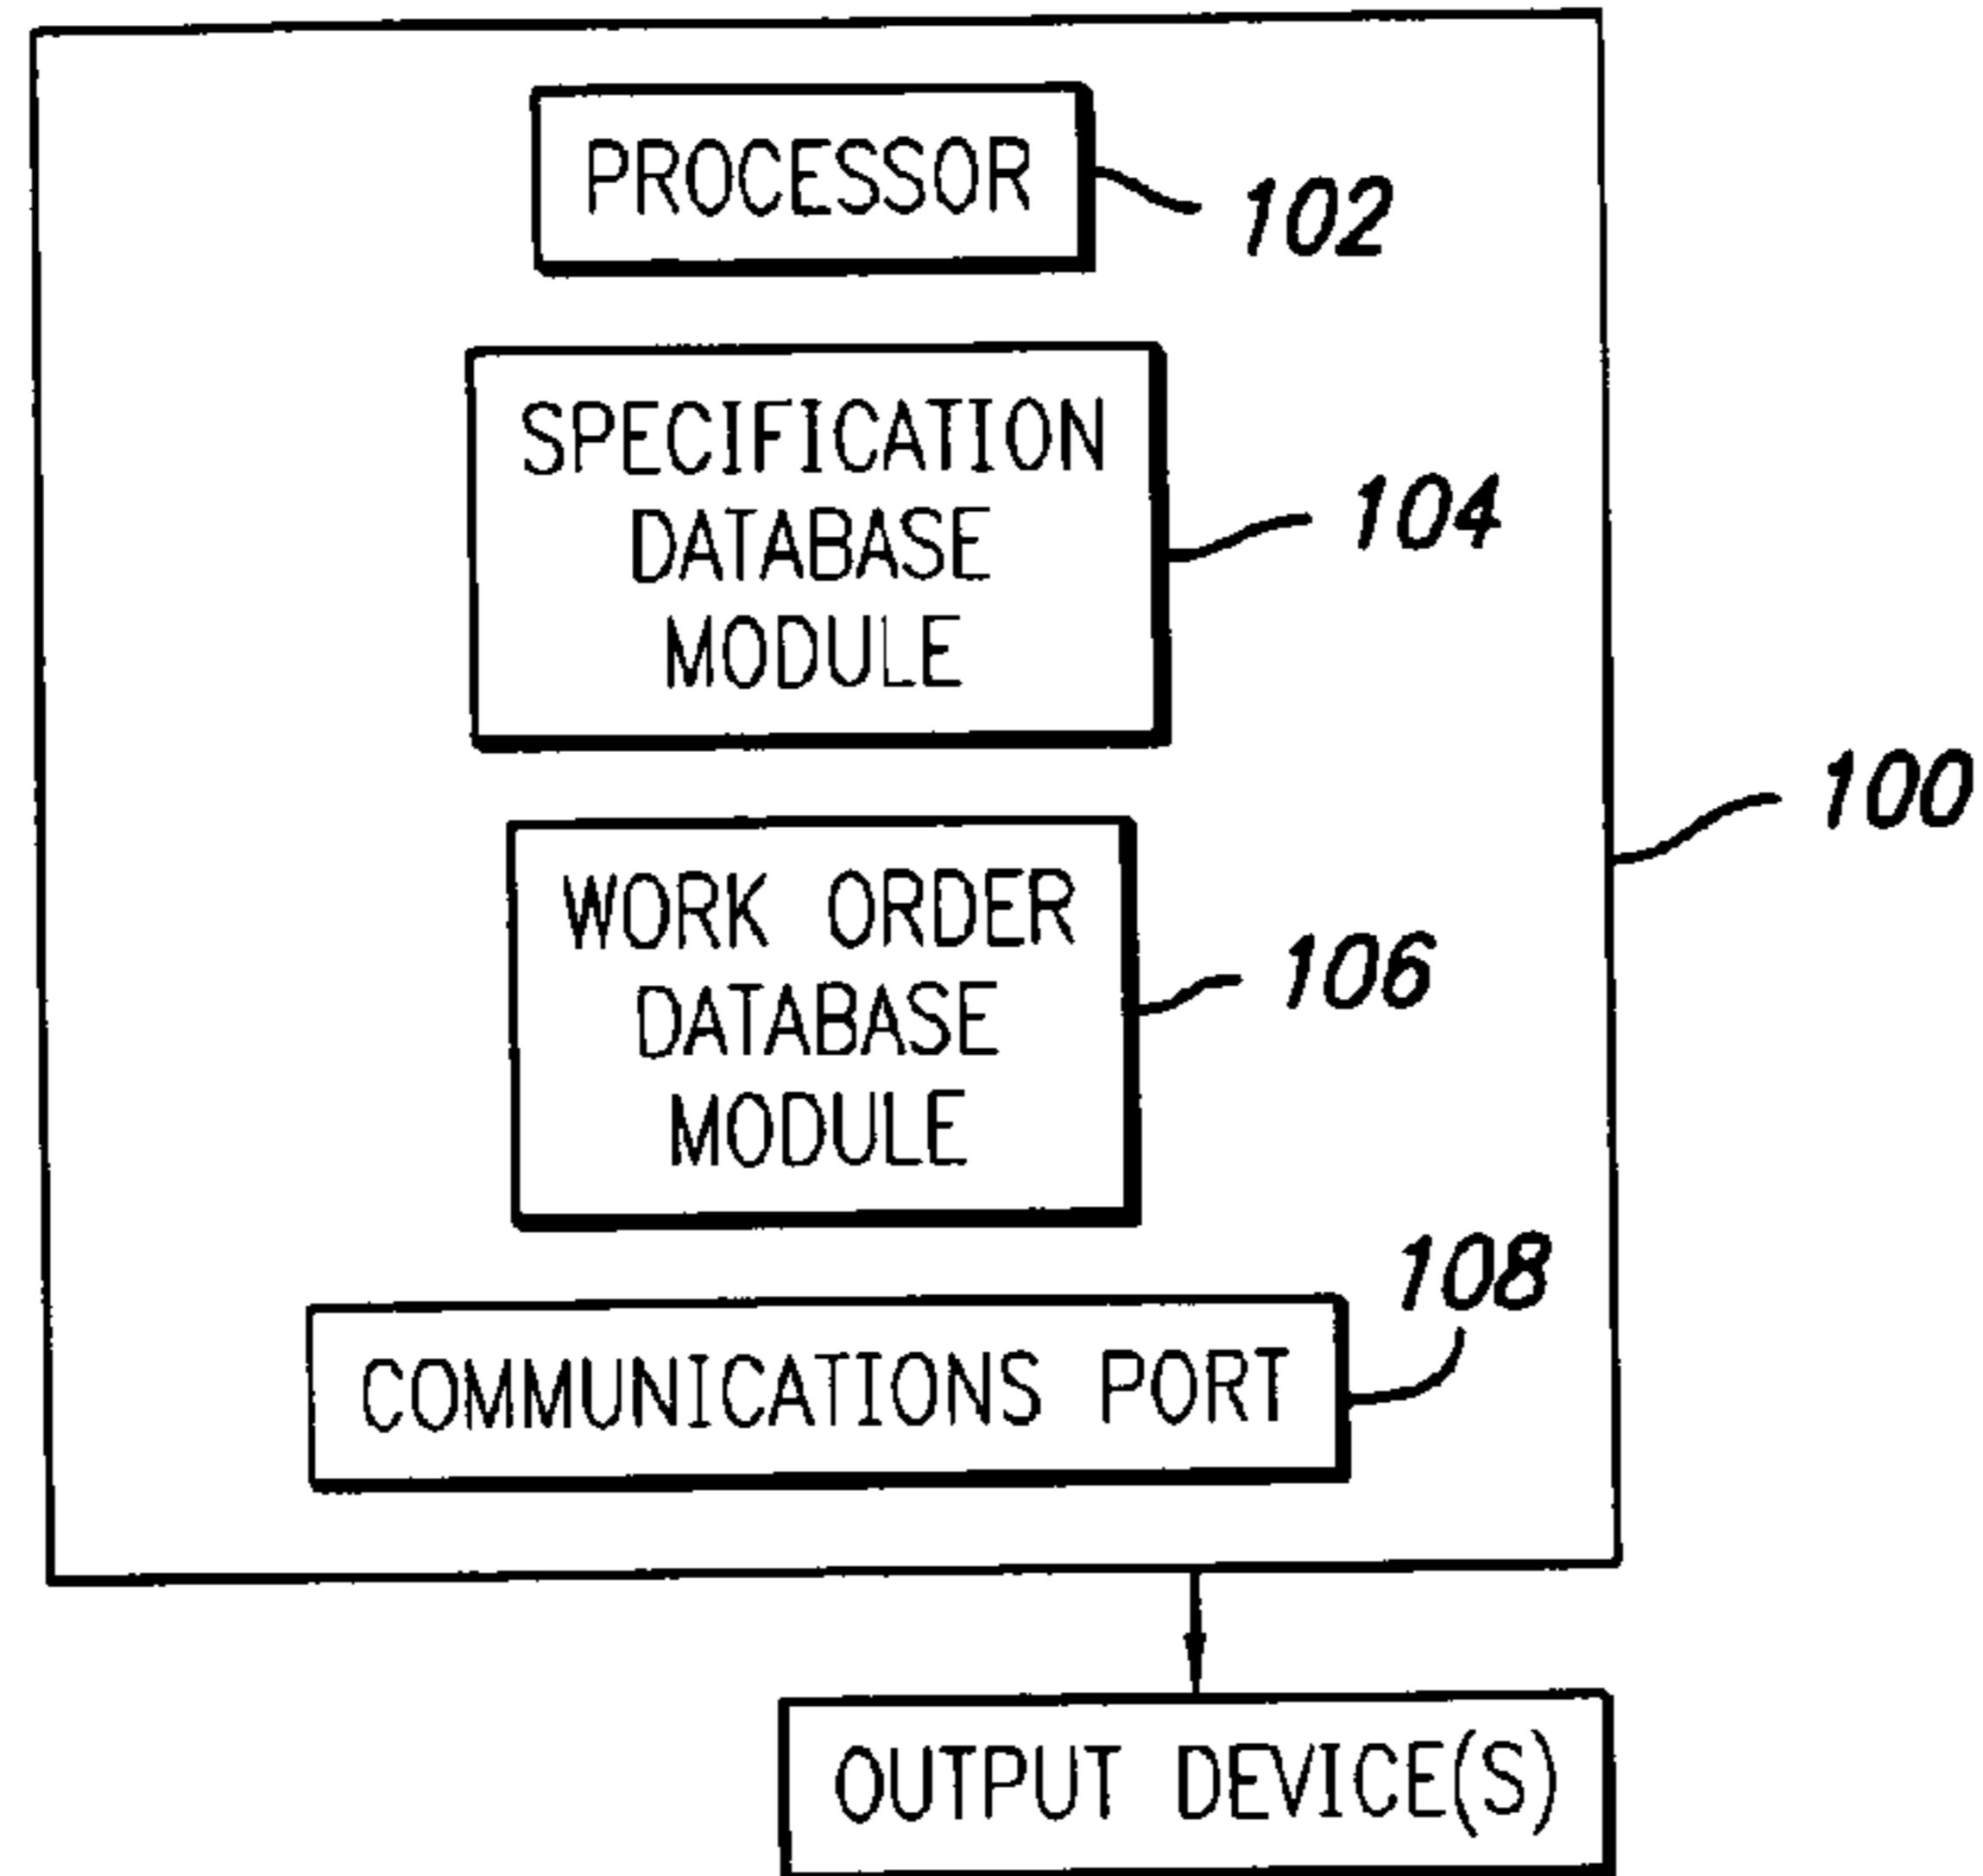 PROCESSOR
102
SPECIFICATION
DATABASE
MODULE
104
100
WORK ORDER
DATABASE
MODULE
106
108
COMMUNICATIONS PORT
OUTPUT DEVICE(S)